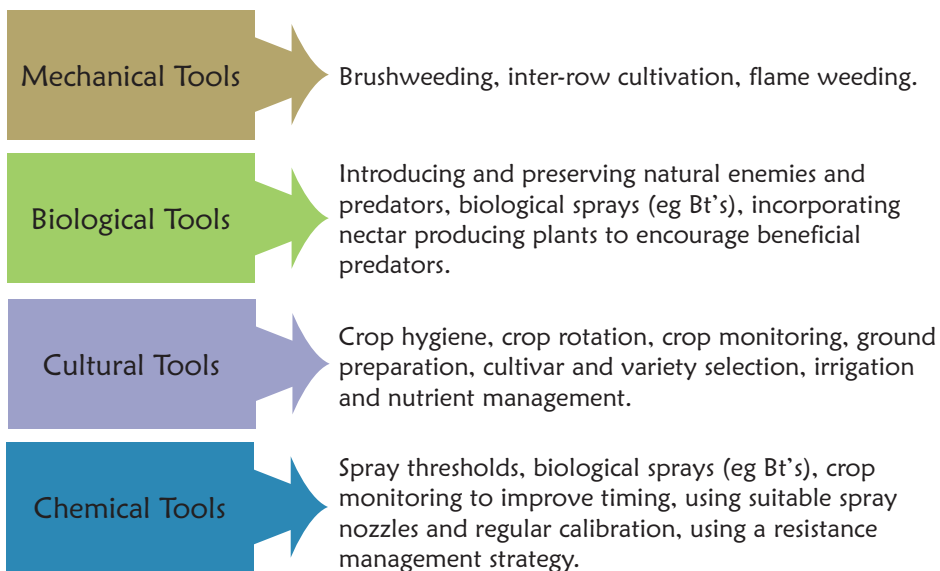 Mechanical Tools
Brushweeding, inter-row cultivation, flame weeding.
Biological Tools
Introducing and preserving natural enemies and
predators, biological sprays (eg Bt’s), incorporating
nectar producing plants to encourage beneficial
predators.
Cultural Tools
Crop hygiene, crop rotation, crop monitoring, ground
preparation, cultivar and variety selection, irrigation
and nutrient management.
Chemical Tools
Spray thresholds, biological sprays (eg Bt’s), crop
monitoring to improve timing, using suitable spray
nozzles and regular calibration, using a resistance
management strategy.